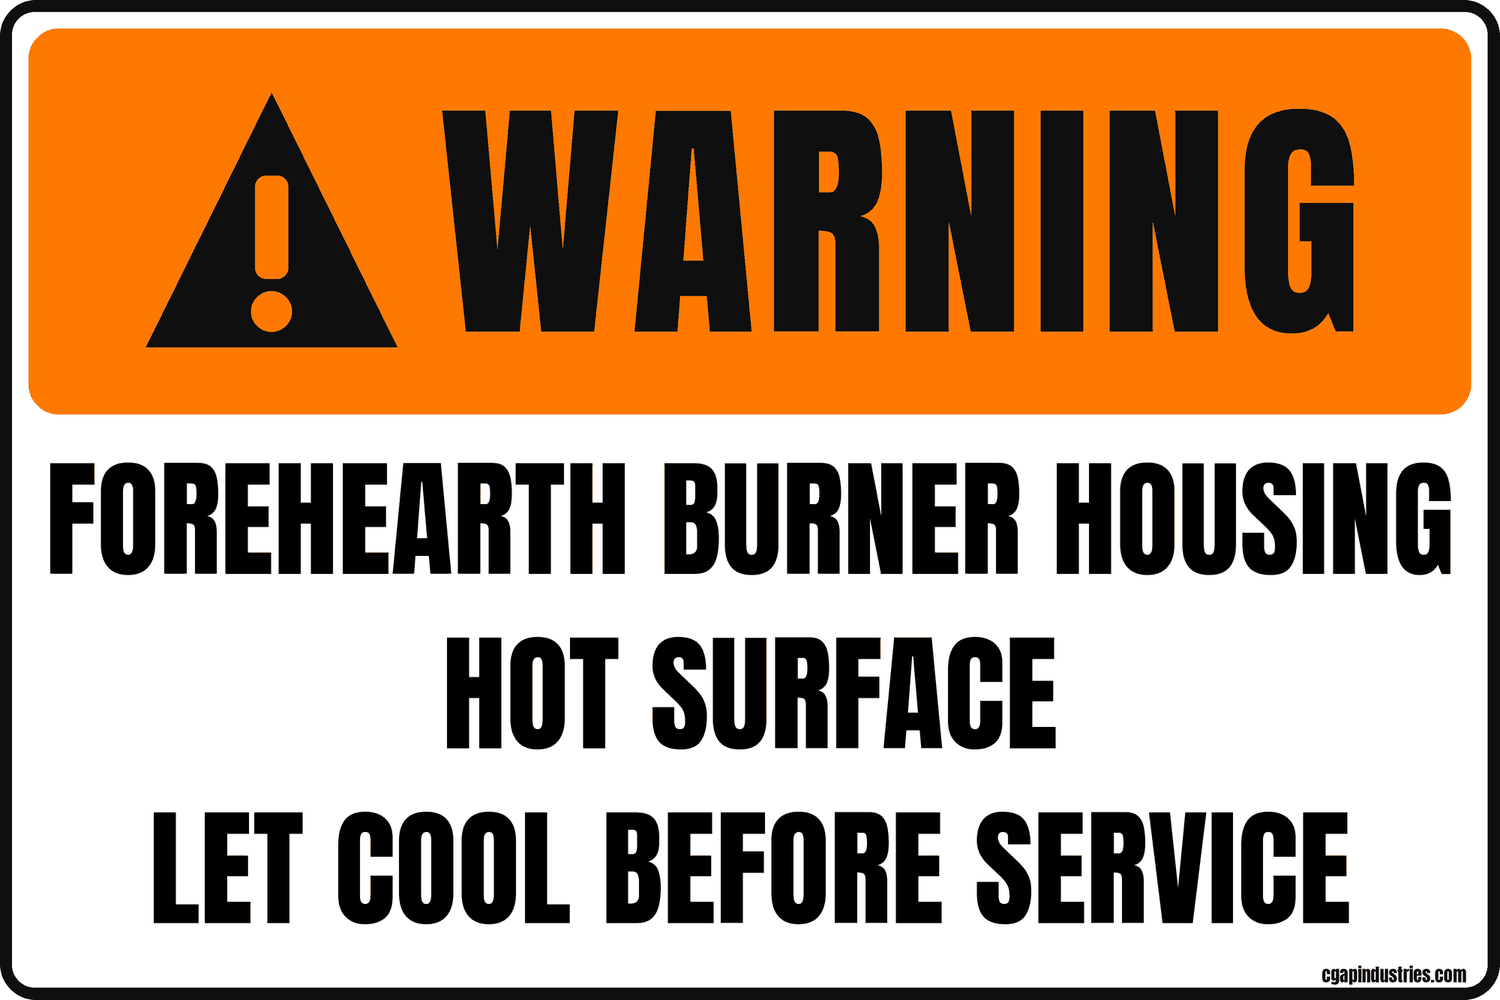 WARNING
FOREHEARTH BURNER HOUSING
HOT SURFACE
LET COOL BEFORE SERVICE
cgapindustries.com